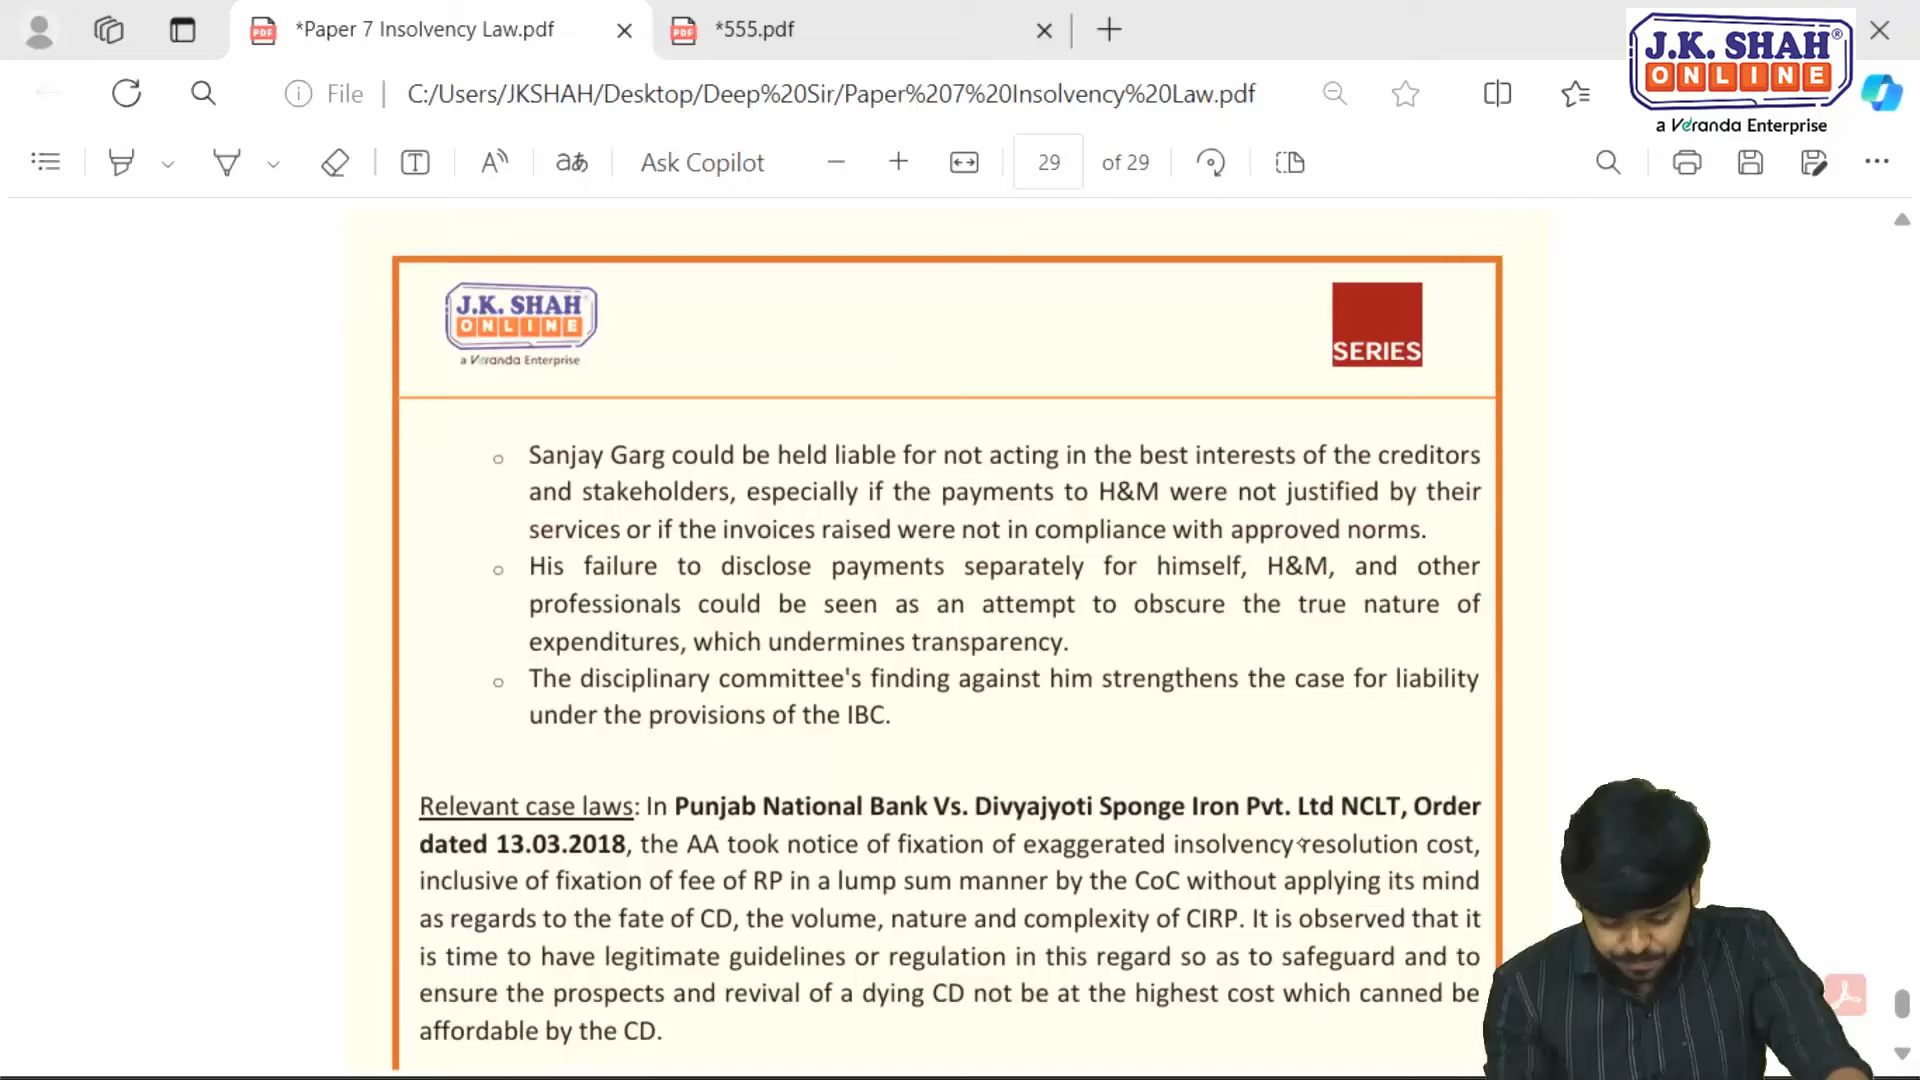 *Paper 7 Insolvency Law.pdf
*555.pdf
J.K. SHAH®
ONLINE
a Veranda Enterprise
File
C:/Users/JKSHAH/Desktop/Deep%20Sir/Paper%207%20Insolvency%20Law.pdf
Ask Copilot
29 of 29
J.K. SHAH
ONLINE
a Veranda Enterprise
SERIES
Sanjay Garg could be held liable for not acting in the best interests of the creditors
and stakeholders, especially if the payments to H&M were not justified by their
services or if the invoices raised were not in compliance with approved norms.
His failure to disclose payments separately for himself, H&M, and other
professionals could be seen as an attempt to obscure the true nature of
expenditures, which undermines transparency.
The disciplinary committee's finding against him strengthens the case for liability
under the provisions of the IBC.
Relevant case laws: In Punjab National Bank Vs. Divyajyoti Sponge Iron Pvt. Ltd NCLT, Order
dated 13.03.2018, the AA took notice of fixation of exaggerated insolvency resolution cost,
inclusive of fixation of fee of RP in a lump sum manner by the CoC without applying its mind
as regards to the fate of CD, the volume, nature and complexity of CIRP. It is observed that it
is time to have legitimate guidelines or regulation in this regard so as to safeguard and to
ensure the prospects and revival of a dying CD not be at the highest cost which canned be
affordable by the CD.